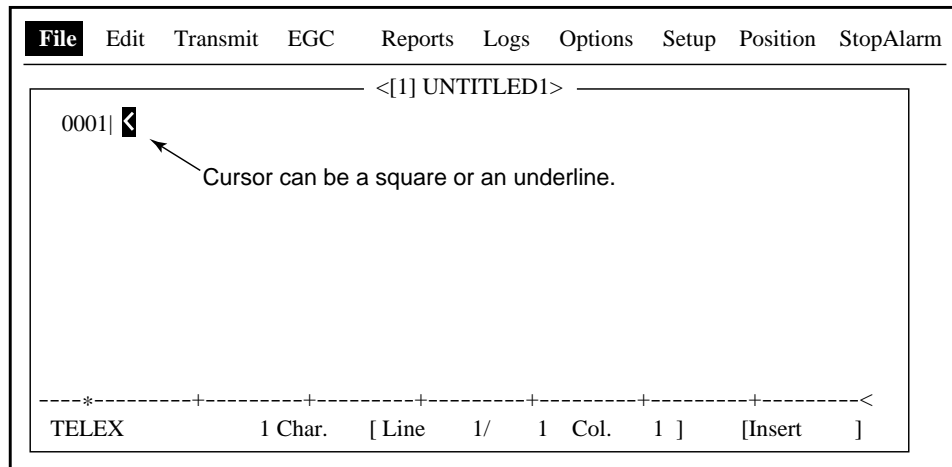 File Edit Transmit EGC Reports Logs Options Setup Position StopAlarm
<[1] UNTITLED1>
0001| <
Cursor can be a square or an underline.
----*---------+---------+---------+---------+---------+---------+---------<
TELEX 1 Char. [ Line 1/ 1 Col. 1 ] [Insert ]